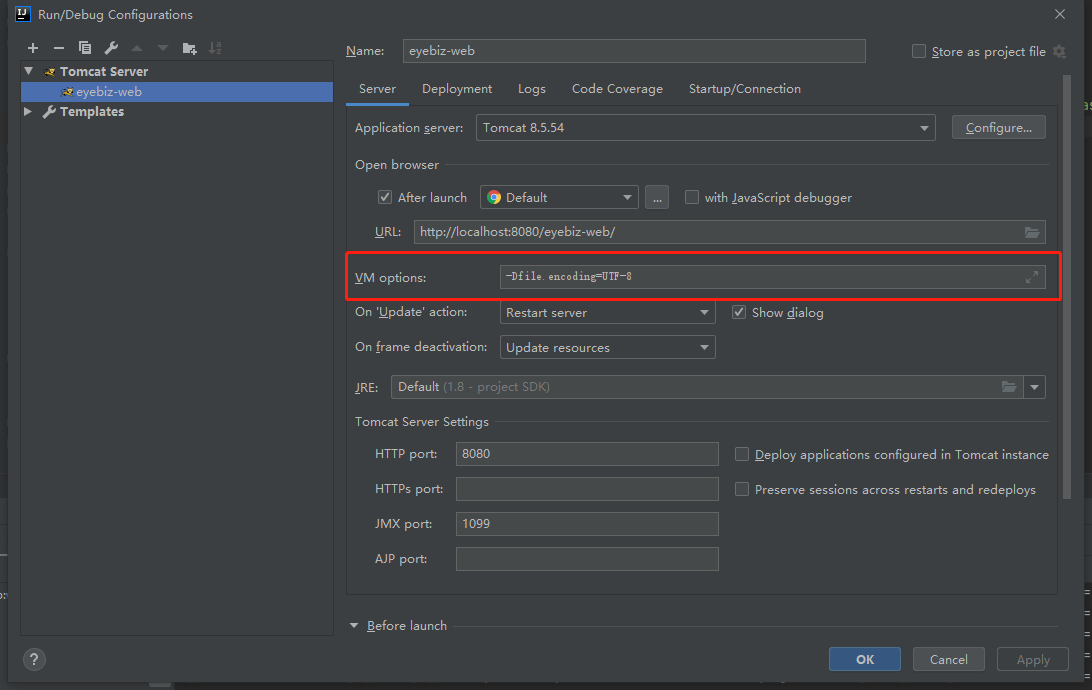 Run/Debug Configurations
Name: eyebiz-web
Store as project file
Tomcat Server
eyebiz-web
Templates
Server Deployment Logs Code Coverage Startup/Connection
Application server: Tomcat 8.5.54 Configure...
Open browser
After launch Default ... with JavaScript debugger
URL: http://localhost:8080/eyebiz-web/
VM options: -Dfile.encoding=UTF-8
On 'Update' action: Restart server Show dialog
On frame deactivation: Update resources
JRE: Default (1.8 - project SDK)
Tomcat Server Settings
HTTP port: 8080 Deploy applications configured in Tomcat instance
HTTPs port: Preserve sessions across restarts and redeploys
JMX port: 1099
AJP port:
Before launch
? OK Cancel Apply